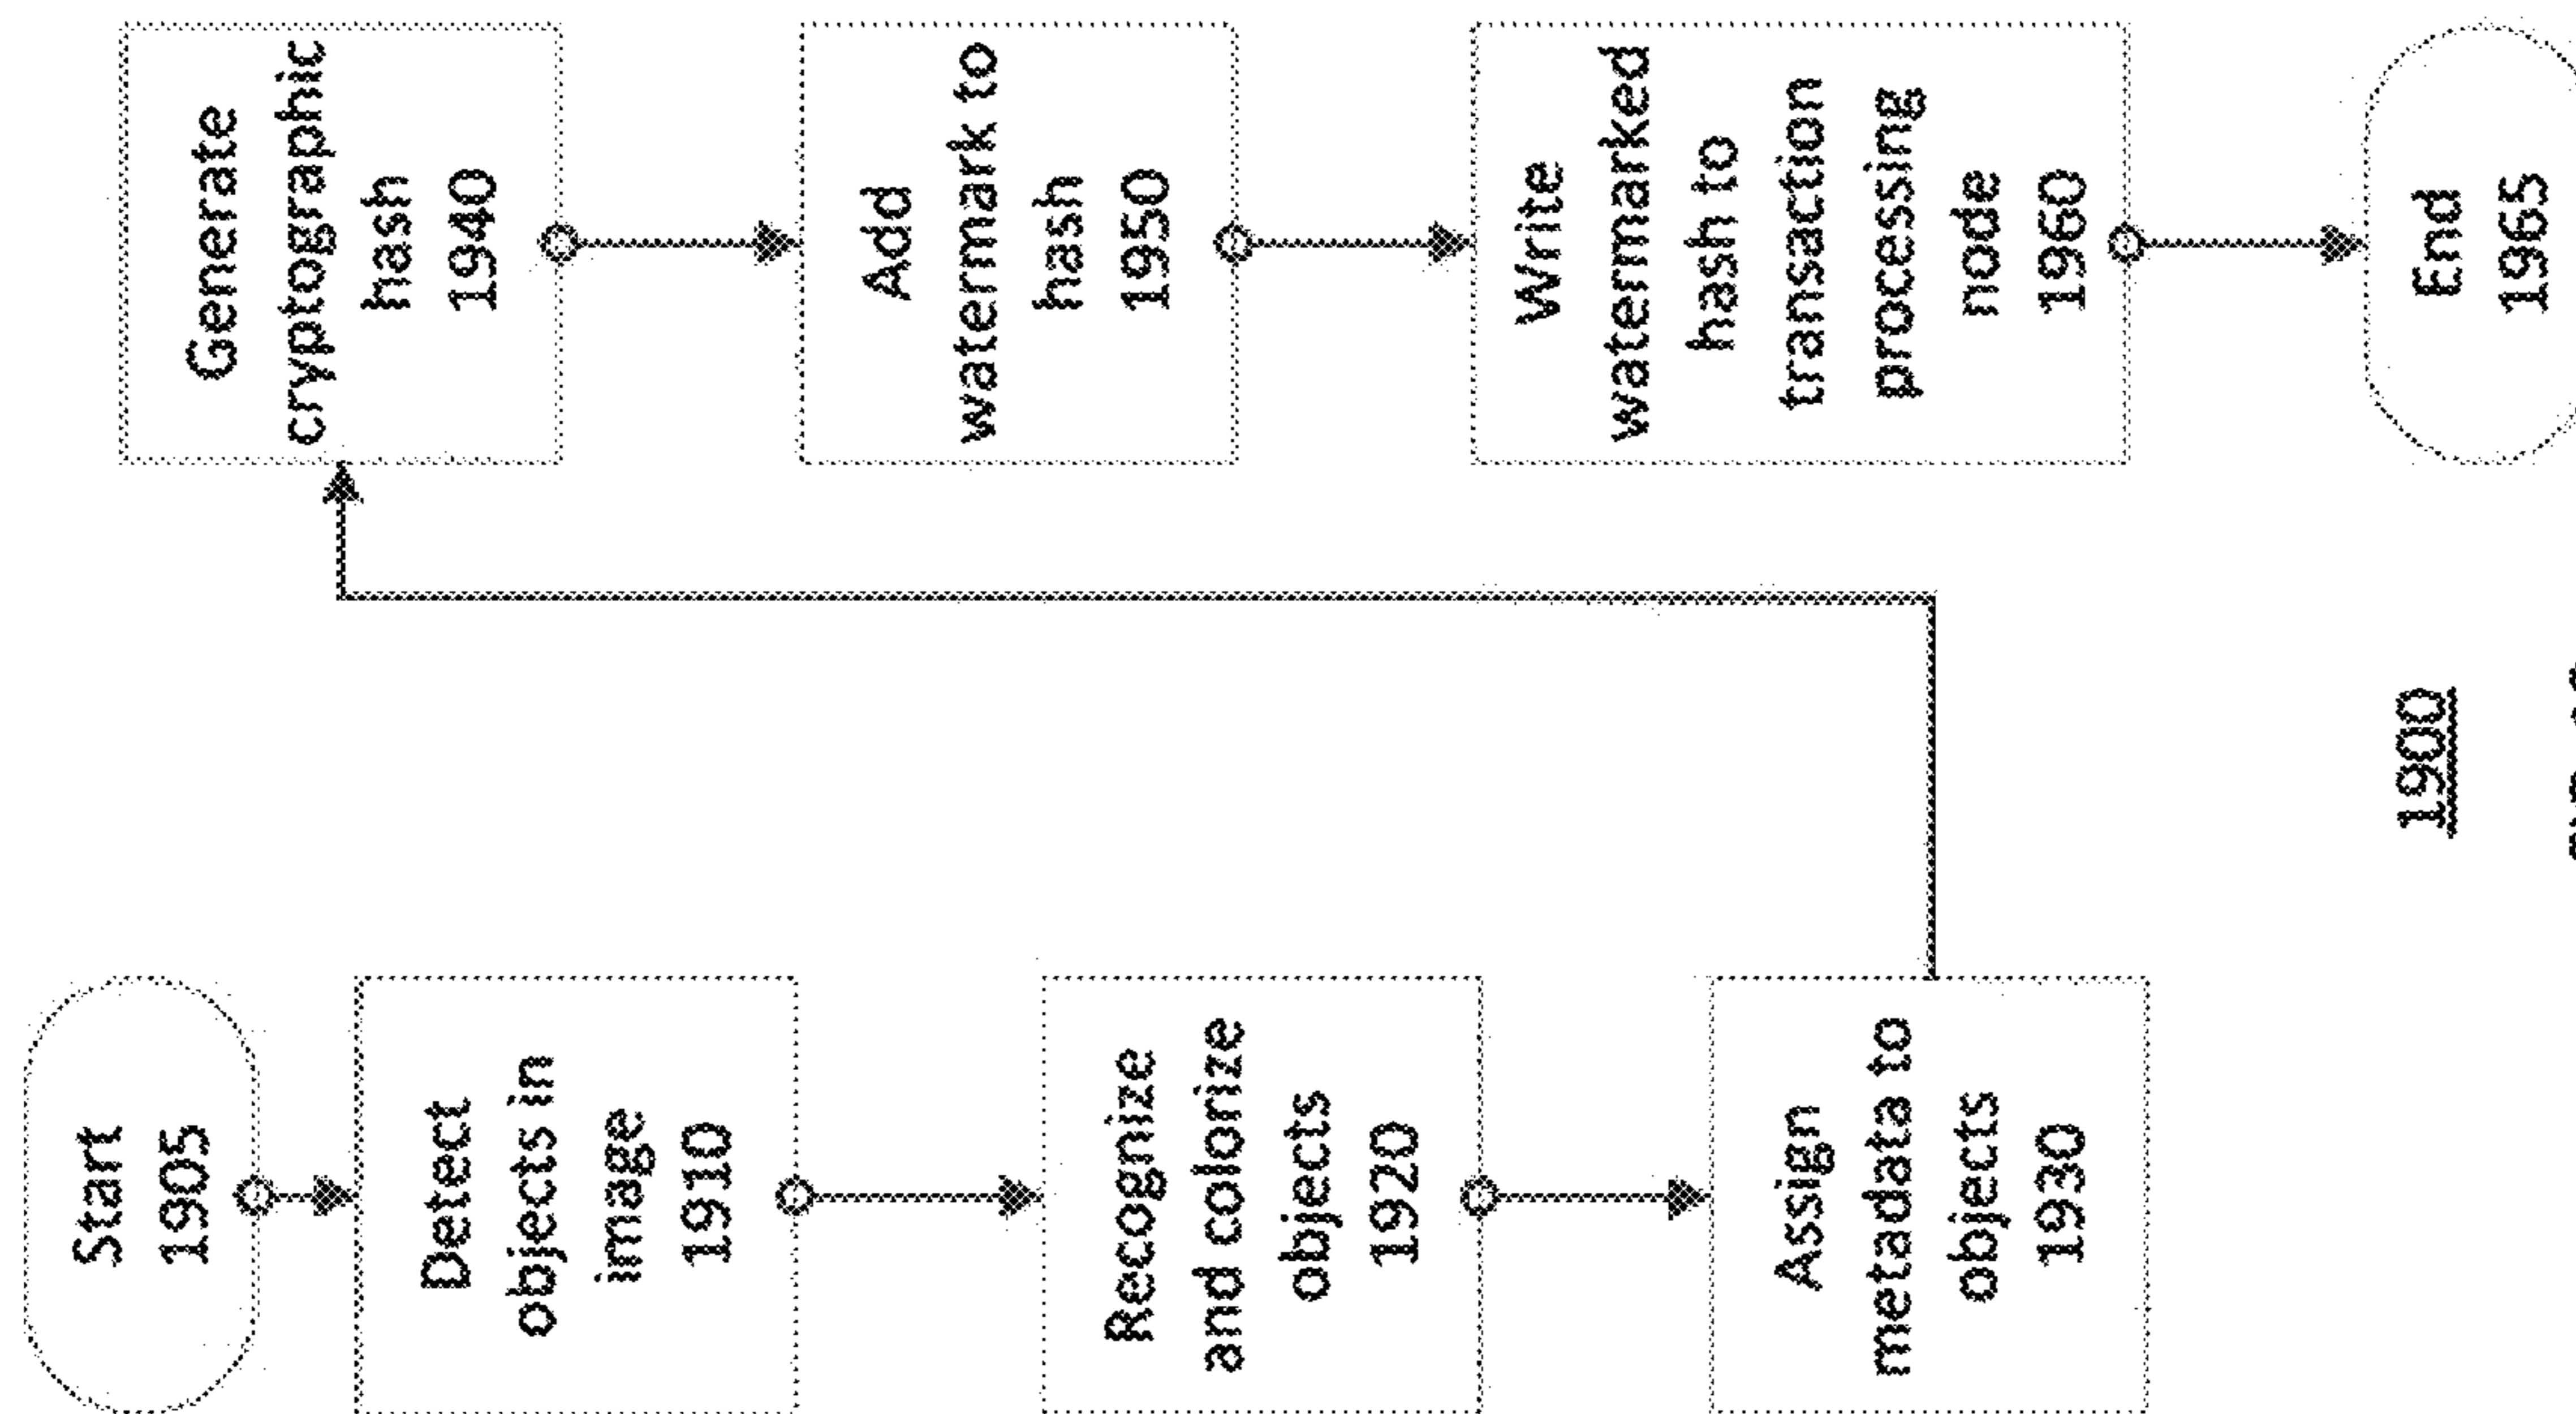 Start
1905
Detect
objects in
image
1910
Recognize
and colorize
objects
1920
Assign
metadata to
objects
1930
Generate
cryptographic
hash
1940
Add
watermark to
hash
1950
Write
watermarked
hash to
transaction
processing
node
1960
End
1965
1900